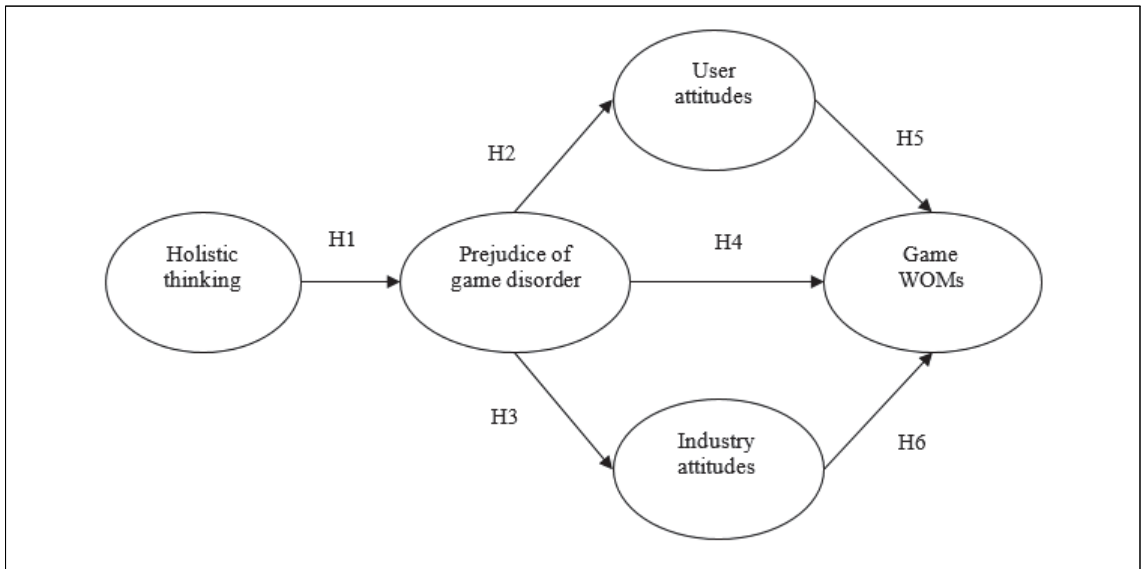 User
attitudes
H2
H5
Holistic
thinking
H1
Prejudice of
game disorder
H4
Game
WOMs
H3
Industry
attitudes
H6